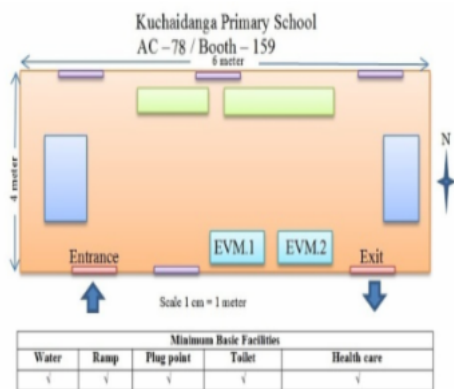 Kuchaidanga Primary School
AC – 78 / Booth – 159
6 meter
4 meter
N
EVM.1
EVM.2
Entrance
Exit
Scale 1 cm = 1 meter
Minimum Basic Facilities
Water Ramp Plug point Toilet Health care
√ √ √ √ √